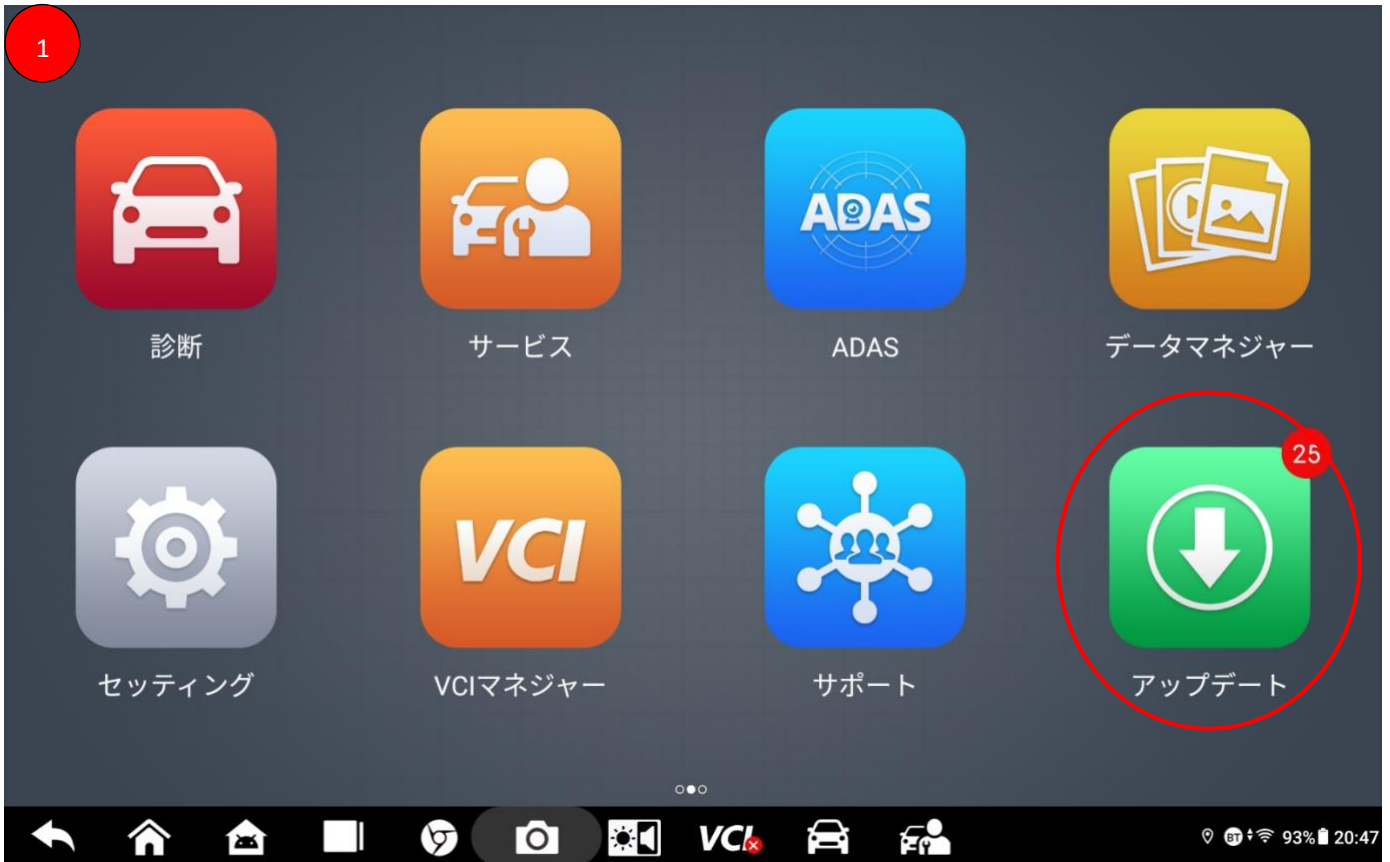 1
ADAS
診断
サービス
ADAS
データマネジャー
25
VCI
セッティング
VCIマネジャー
サポート
アップデート
VCI
BT 93% 20:47